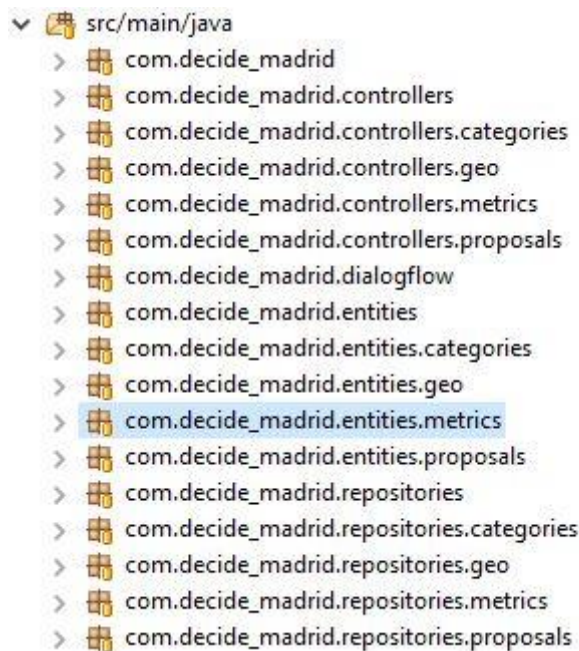 src/main/java
com.decide_madrid
com.decide_madrid.controllers
com.decide_madrid.controllers.categories
com.decide_madrid.controllers.geo
com.decide_madrid.controllers.metrics
com.decide_madrid.controllers.proposals
com.decide_madrid.dialogflow
com.decide_madrid.entities
com.decide_madrid.entities.categories
com.decide_madrid.entities.geo
com.decide_madrid.entities.metrics
com.decide_madrid.entities.proposals
com.decide_madrid.repositories
com.decide_madrid.repositories.categories
com.decide_madrid.repositories.geo
com.decide_madrid.repositories.metrics
com.decide_madrid.repositories.proposals